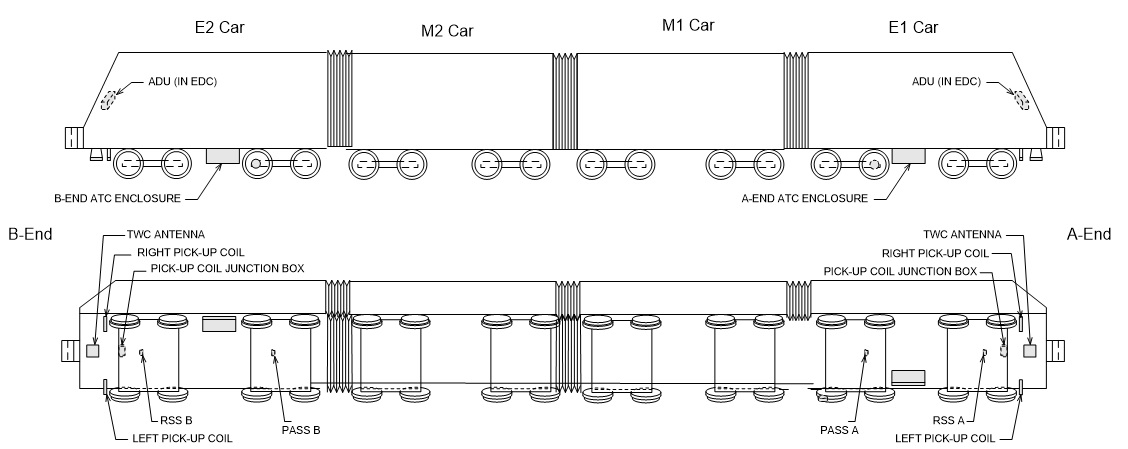 E2 Car
M2 Car
M1 Car
E1 Car
ADU (IN EDC)
ADU (IN EDC)
B-END ATC ENCLOSURE
A-END ATC ENCLOSURE
B-End
TWC ANTENNA
TWC ANTENNA
A-End
RIGHT PICK-UP COIL
RIGHT PICK-UP COIL
PICK-UP COIL JUNCTION BOX
PICK-UP COIL JUNCTION BOX
RSS B
PASS B
PASS A
RSS A
LEFT PICK-UP COIL
LEFT PICK-UP COIL